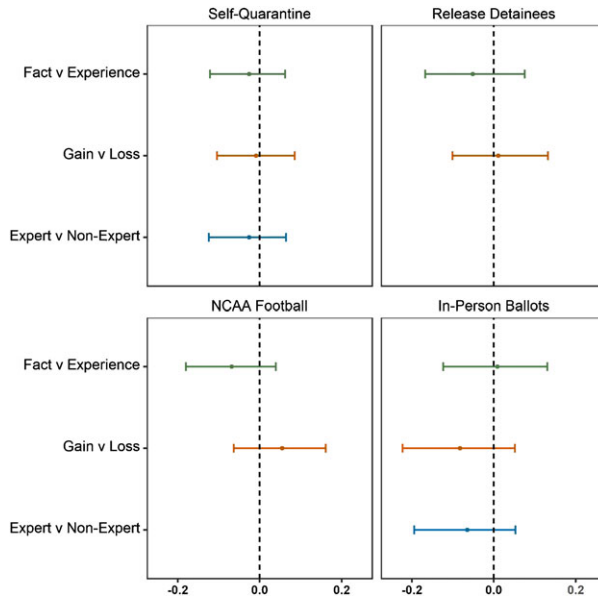 Self-Quarantine Release Detainees
Fact v Experience
Gain v Loss
Expert v Non-Expert
NCAA Football In-Person Ballots
Fact v Experience
Gain v Loss
Expert v Non-Expert
-0.2 0.0 0.2 -0.2 0.0 0.2